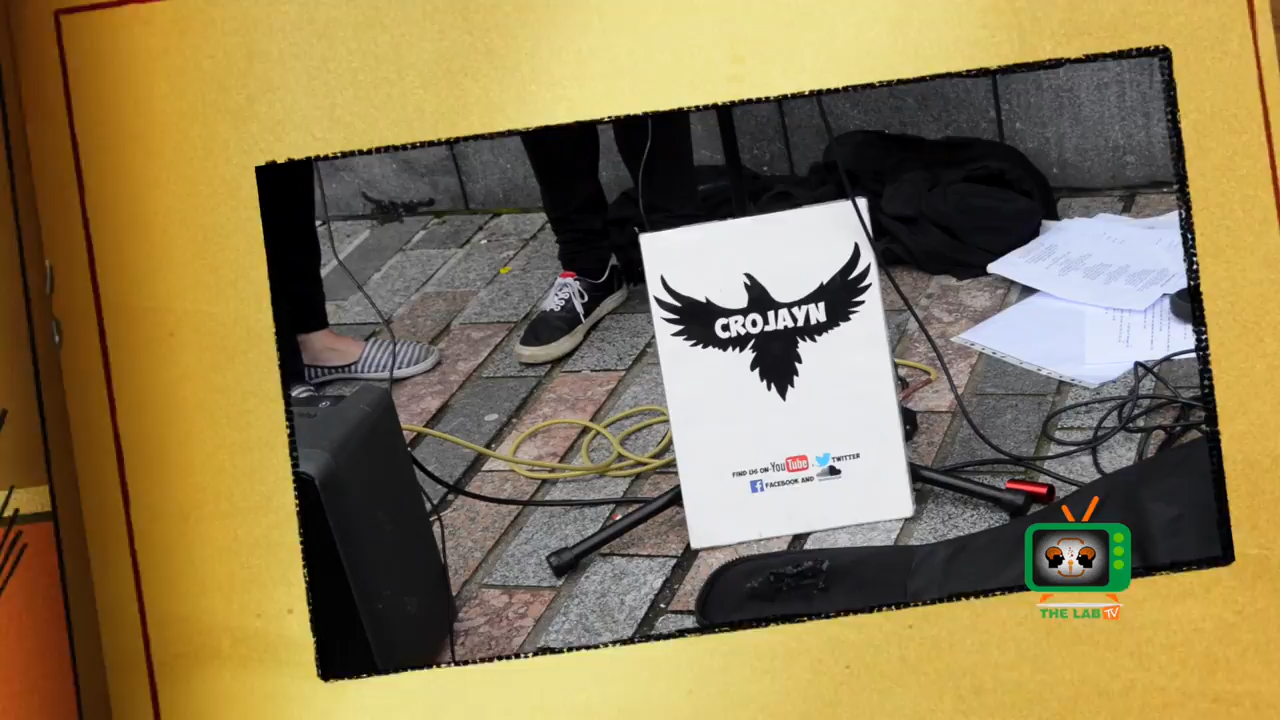 CROJAYN
FIND US ON YouTube, TWITTER
FACEBOOK AND
THE LAB TV